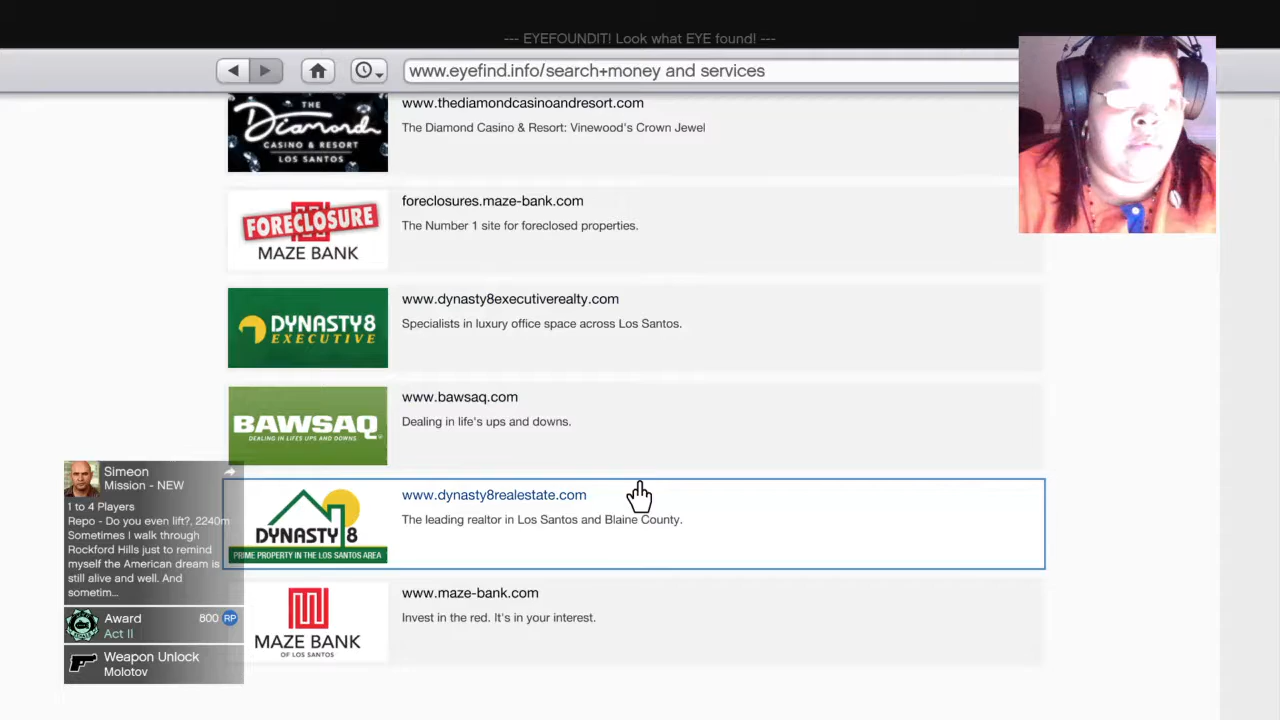 --- EYEFOUNDIT! Look what EYE found! ---
www.eyefind.info/search+money and services
THE
Diamond
CASINO & RESORT
LOS SANTOS
www.thediamondcasinoandresort.com
The Diamond Casino & Resort: Vinewood's Crown Jewel
FORECLOSURE
MAZE BANK
foreclosures.maze-bank.com
The Number 1 site for foreclosed properties.
DYNASTY8
EXECUTIVE
www.dynasty8executiverealty.com
Specialists in luxury office space across Los Santos.
BAWSAQ
DEALING IN LIFES UPS AND DOWNS
www.bawsaq.com
Dealing in life's ups and downs.
DYNASTY 8
PRIME PROPERTY IN THE LOS SANTOS AREA
www.dynasty8realestate.com
The leading realtor in Los Santos and Blaine County.
MAZE BANK
OF LOS SANTOS
www.maze-bank.com
Invest in the red. It's in your interest.
Simeon
Mission - NEW
1 to 4 Players
Repo - Do you even lift?, 2240m
Sometimes I walk through
Rockford Hills just to remind
myself the American dream is
still alive and well. And
sometim...
Award 800 RP
Act II
Weapon Unlock
Molotov